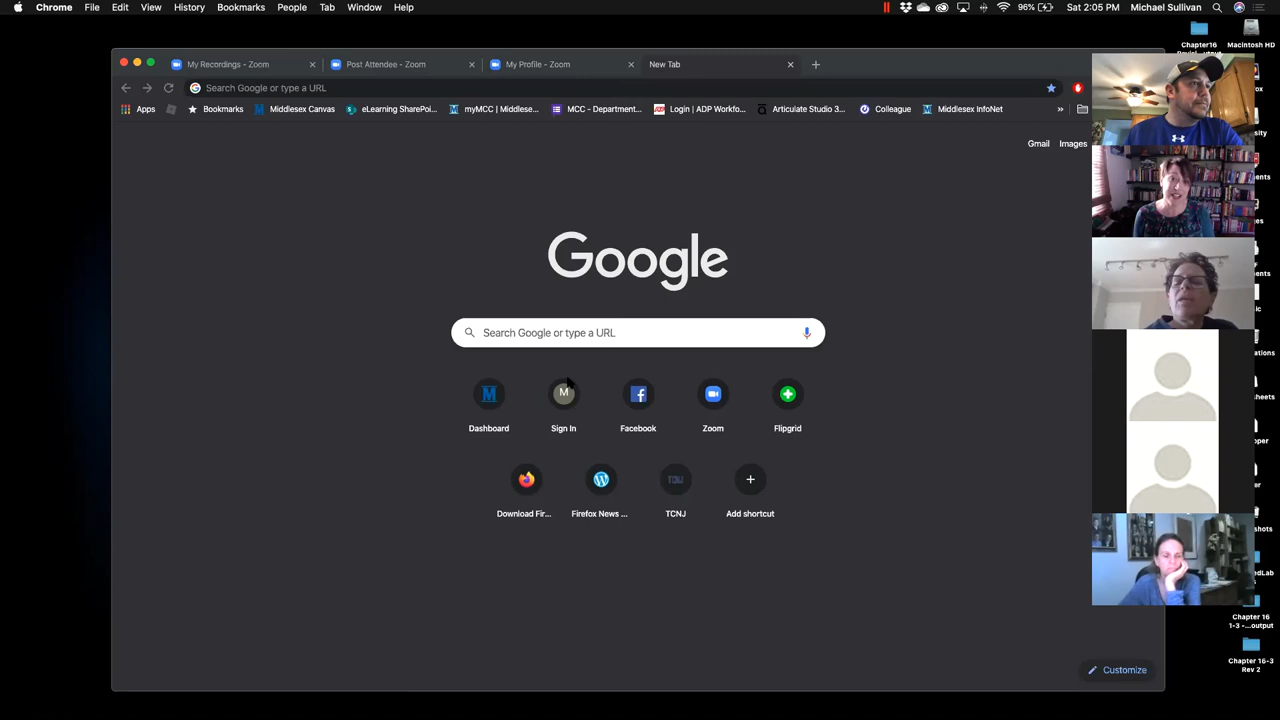 Chrome File Edit View History Bookmarks People Tab Window Help 96% Sat 2:05 PM Michael Sullivan
My Recordings - Zoom Post Attendee - Zoom My Profile - Zoom New Tab
Search Google or type a URL
Apps Bookmarks Middlesex Canvas eLearning SharePoi... myMCC | Middlese... MCC - Department... Login | ADP Workfo... Articulate Studio 3... Colleague Middlesex InfoNet »
Gmail Images
Google
Search Google or type a URL
M M
Dashboard Sign In Facebook Zoom Flipgrid
TCNJ
Download Fir... Firefox News ... TCNJ Add shortcut
Customize
Chapter16
Macintosh HD
Chapter 16
1-3 -...output
Chapter 16-3
Rev 2